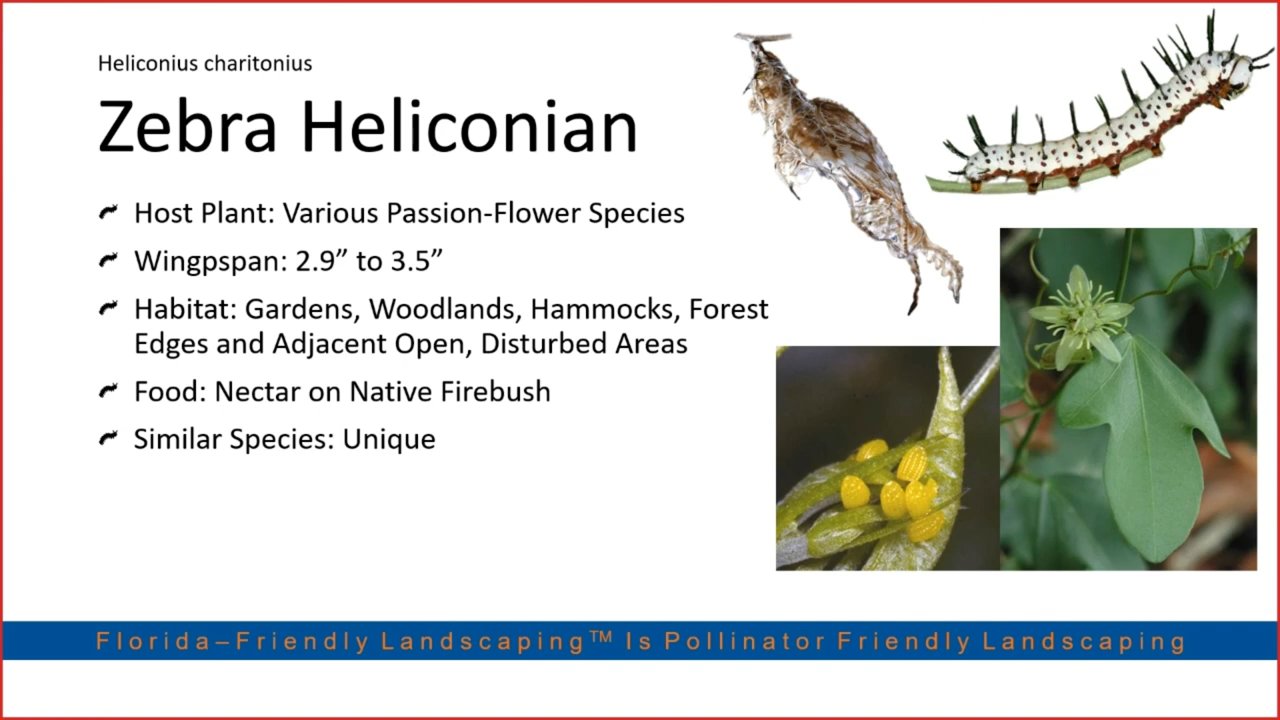 Heliconius charitonius
Zebra Heliconian
Host Plant: Various Passion-Flower Species
Wingpspan: 2.9” to 3.5”
Habitat: Gardens, Woodlands, Hammocks, Forest
Edges and Adjacent Open, Disturbed Areas
Food: Nectar on Native Firebush
Similar Species: Unique
Florida–Friendly Landscaping™ Is Pollinator Friendly Landscaping